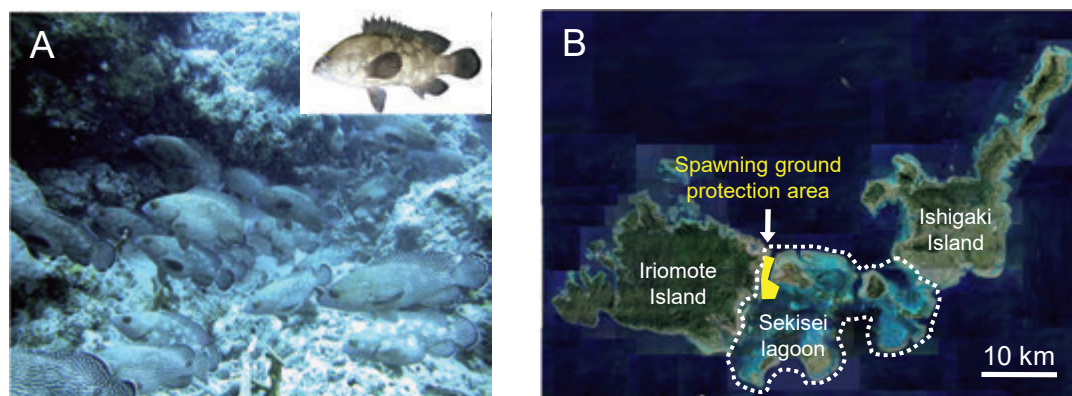 A
B
Spawning ground
protection area
Ishigaki
Island
Iriomote
Island
Sekisei
lagoon
10 km